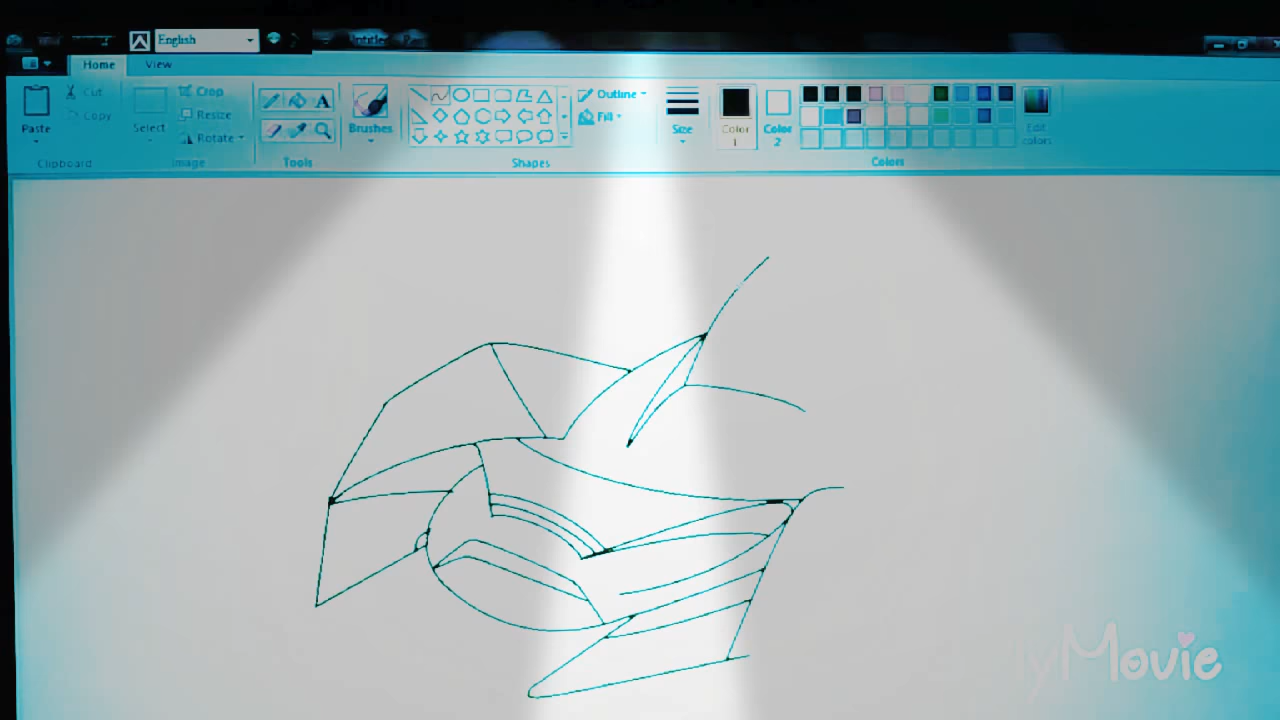 English
Home View
Cut Crop Outline
Copy Resize Fill
Paste Select Rotate Brushes Size Color 1 Color 2 Edit colors
Clipboard Image Tools Shapes Colors
Movie